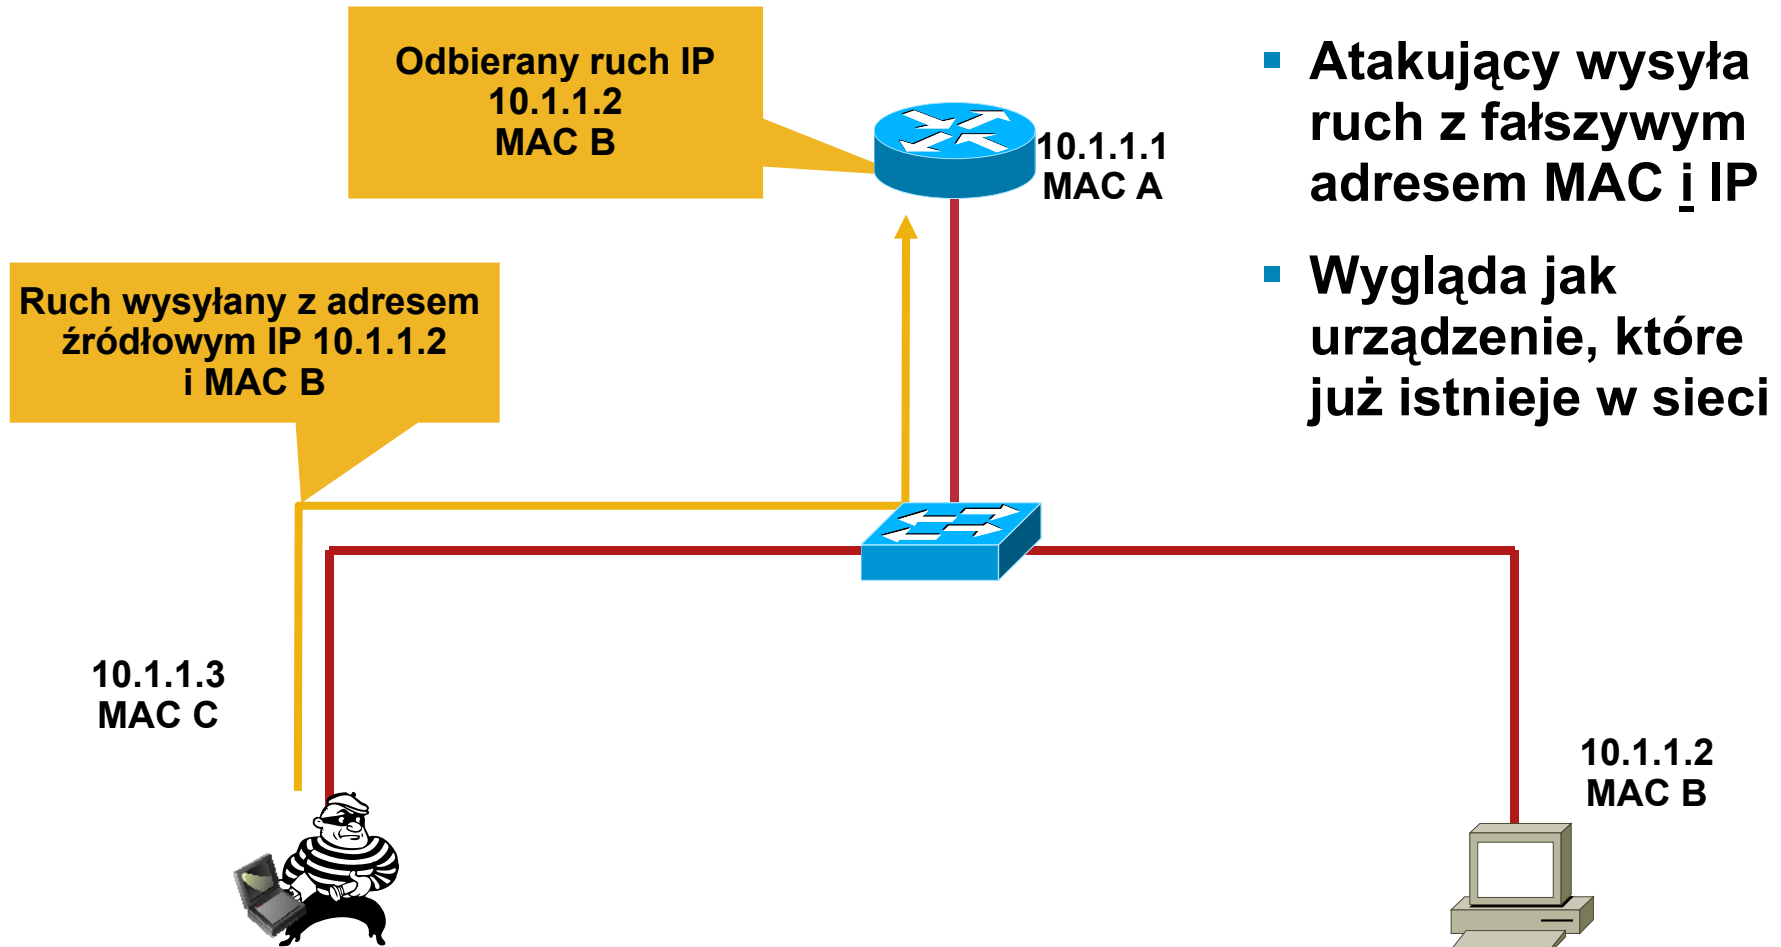 Odbierany ruch IP
10.1.1.2
MAC B
10.1.1.1
MAC A
Ruch wysyłany z adresem
źródłowym IP 10.1.1.2
i MAC B
10.1.1.3
MAC C
10.1.1.2
MAC B
Atakujący wysyła
ruch z fałszywym
adresem MAC i IP
Wygląda jak
urządzenie, które
już istnieje w sieci